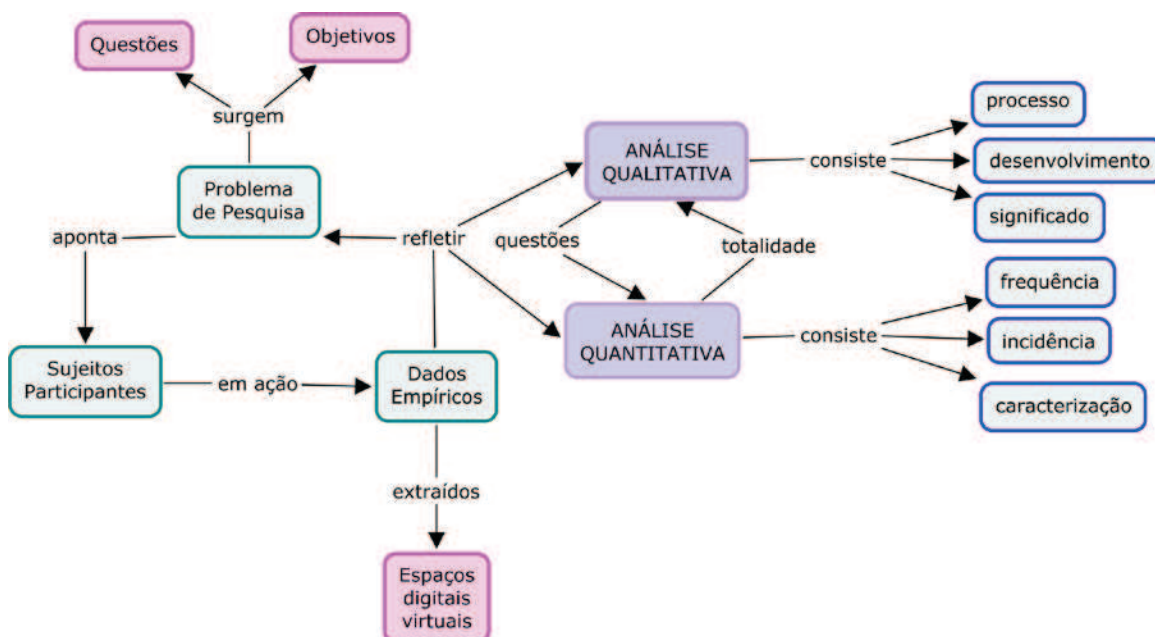 Questões
Objetivos
surgem
Problema
de Pesquisa
aponta
refletir
Sujeitos
Participantes
em ação
Dados
Empíricos
extraídos
Espaços
digitais
virtuais
ANÁLISE
QUALITATIVA
questões
totalidade
ANÁLISE
QUANTITATIVA
consiste
processo
desenvolvimento
significado
consiste
frequência
incidência
caracterização